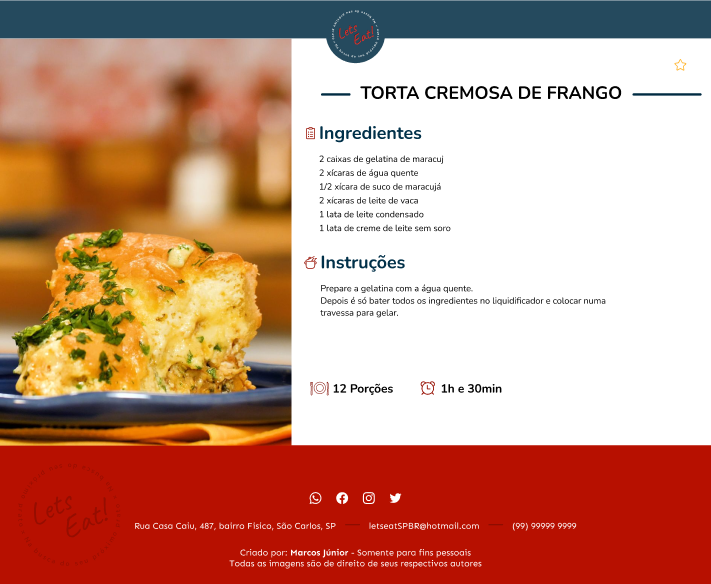 Lets
Eat!
TORTA CREMOSA DE FRANGO
Ingredientes
2 caixas de gelatina de maracuj
2 xícaras de água quente
1/2 xícara de suco de maracujá
2 xícaras de leite de vaca
1 lata de leite condensado
1 lata de creme de leite sem soro
Instruções
Prepare a gelatina com a água quente.
Depois é só bater todos os ingredientes no liquidificador e colocar numa
travessa para gelar.
12 Porções 1h e 30min
Lets
Eat!
Rua Casa Caiu, 487, bairro Físico, São Carlos, SP letseatSPBR@hotmail.com (99) 99999 9999
Criado por: Marcos Júnior - Somente para fins pessoais
Todas as imagens são de direito de seus respectivos autores